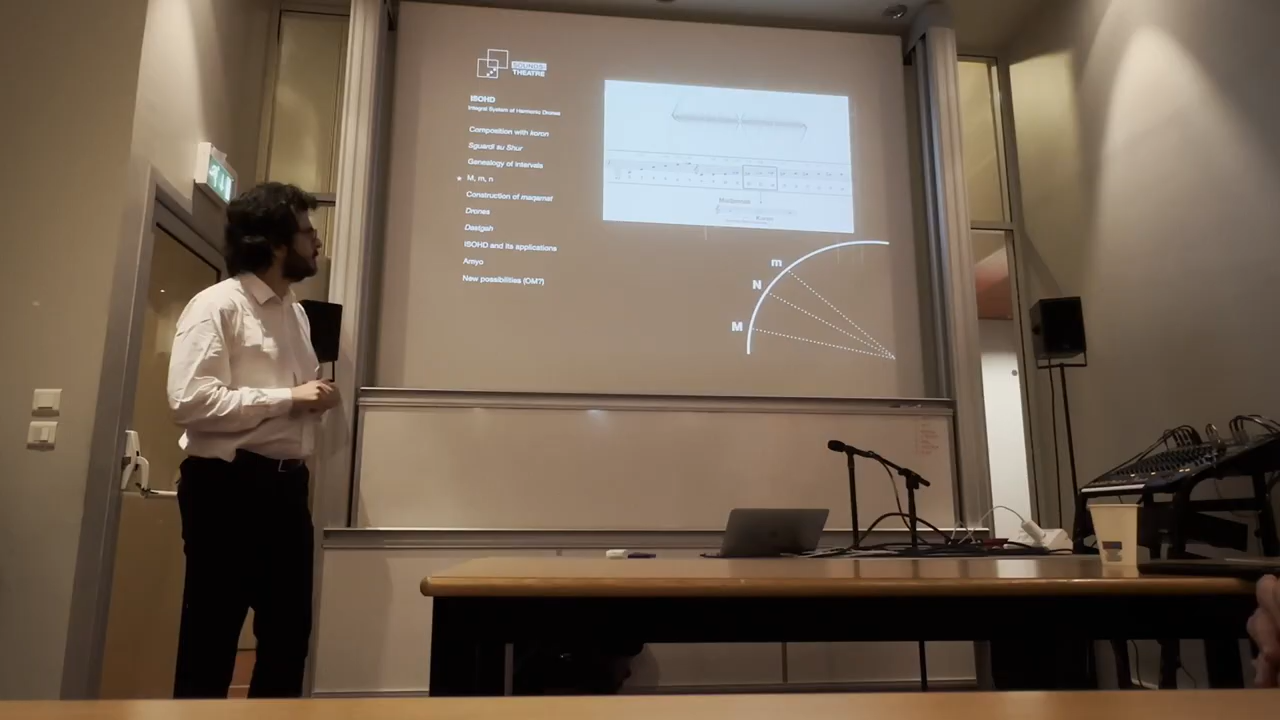 SOUNDS
THEATRE
ISOHD
Integral System of Harmonic Drones
Composition with koron
Sguardi su Shur
Genealogy of intervals
★ M, m, n
Construction of maqamat
Drones
Dastgah
ISOHD and its applications
Amyo
New possibilities (OM7)
m
N
M